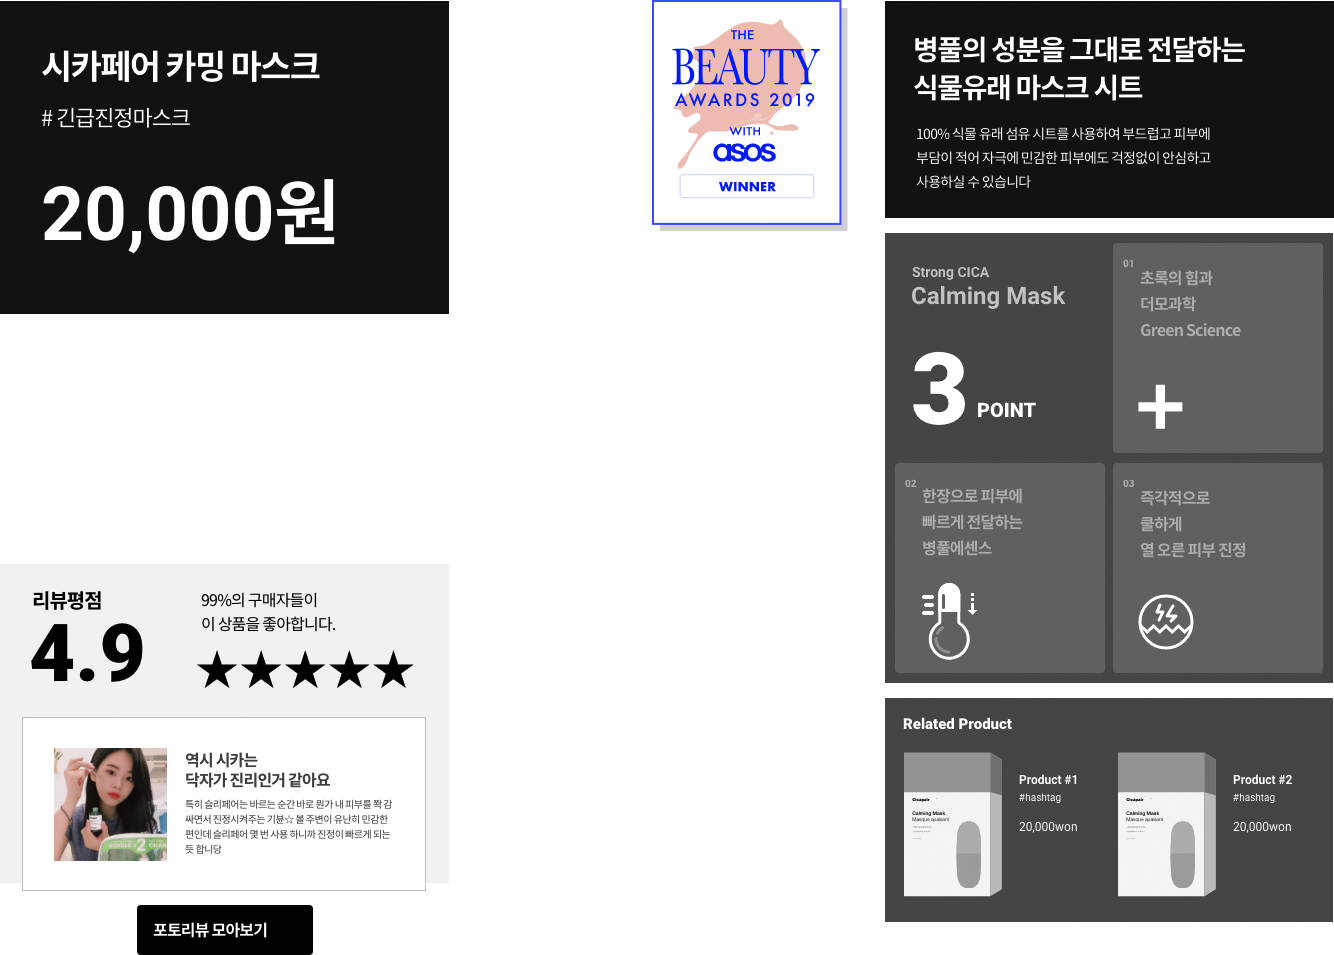 시카페어 카밍 마스크
# 긴급진정마스크
20,000원
리뷰평점
4.9
99%의 구매자들이
이 상품을 좋아합니다.
★★★★★
역시 시카는
닥자가 진리인거 같아요
특히 슬리페어는 바르는 순간 바로 뭔가 내 피부를 쫙 감
싸면서 진정시켜주는 기뷴☆ 볼 주변이 유난히 민감한
편인데 슬리페어 몇 번 사용 하니까 진정이 빠르게 되는
듯 합니당
포토리뷰 모아보기
THE
BEAUTY
AWARDS 2019
WITH
asos
WINNER
병풀의 성분을 그대로 전달하는
식물유래 마스크 시트
100% 식물 유래 섬유 시트를 사용하여 부드럽고 피부에
부담이 적어 자극에 민감한 피부에도 걱정없이 안심하고
사용하실 수 있습니다
Strong CICA
Calming Mask
3 POINT
01
초록의 힘과
더모과학
Green Science
02
한장으로 피부에
빠르게 전달하는
병풀에센스
03
즉각적으로
쿨하게
열 오른 피부 진정
Related Product
Cicapair
Calming Mask
Masque apaisant
Product #1
#hashtag
20,000won
Cicapair
Calming Mask
Masque apaisant
Product #2
#hashtag
20,000won